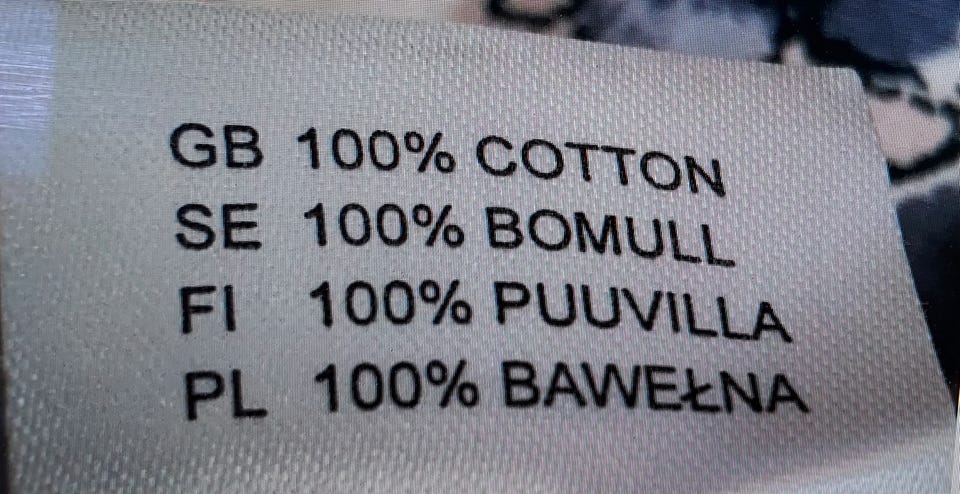 GB 100% COTTON
SE 100% BOMULL
FI 100% PUUVILLA
PL 100% BAWEŁNA